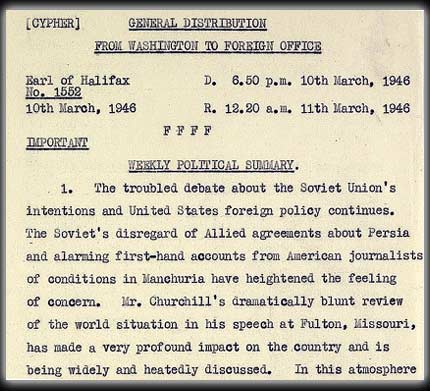 [CYPHER] GENERAL DISTRIBUTION
FROM WASHINGTON TO FOREIGN OFFICE
Earl of Halifax D. 6.50 p.m. 10th March, 1946
No. 1552
10th March, 1946 R. 12.20 a.m. 11th March, 1946
F F F F
IMPORTANT
WEEKLY POLITICAL SUMMARY.
1. The troubled debate about the Soviet Union's
intentions and United States foreign policy continues.
The Soviet's disregard of Allied agreements about Persia
and alarming first-hand accounts from American journalists
of conditions in Manchuria have heightened the feeling
of concern. Mr. Churchill's dramatically blunt review
of the world situation in his speech at Fulton, Missouri,
has made a very profound impact on the country and is
being widely and heatedly discussed. In this atmosphere